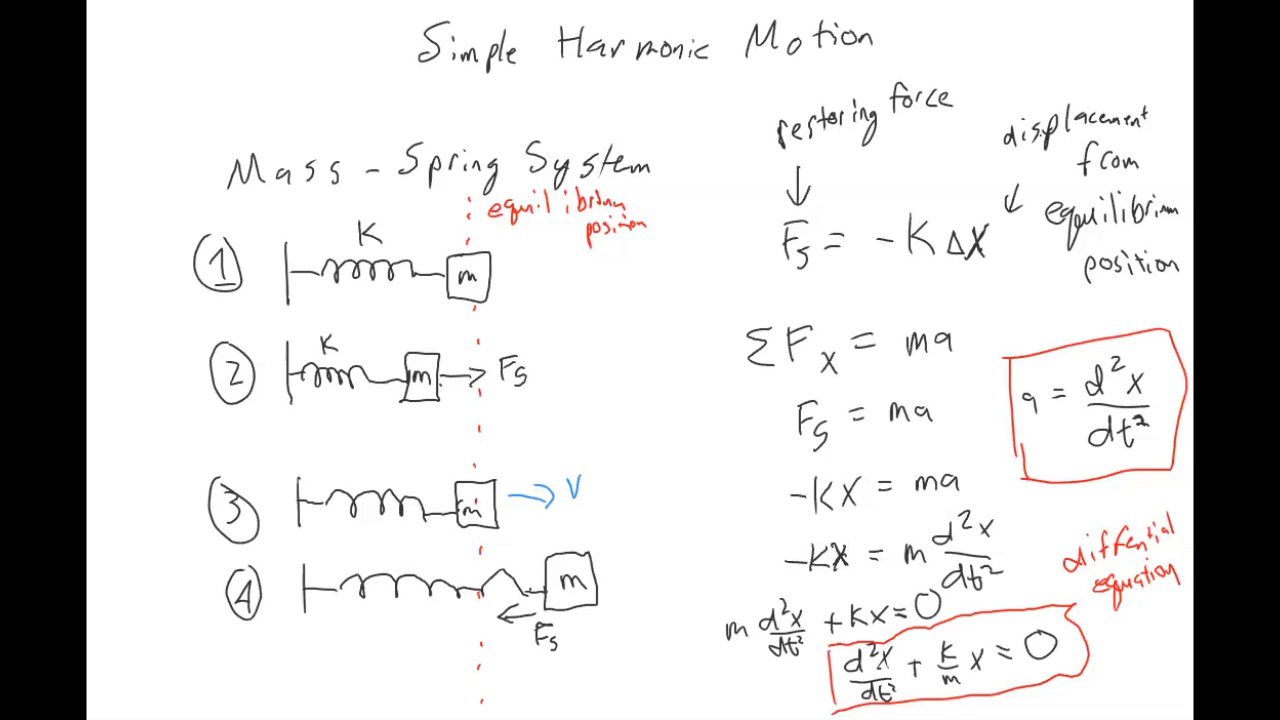 Simple Harmonic Motion
Mass - Spring System
equilibrium
position
① K m
② K m → Fs
③ m → v
④ m
← Fs
restoring force
↓
displacement
from
equilibrium
position
Fs = -KΔx
ΣFx = ma
Fs = ma
-Kx = ma
-Kx = m d²x/dt²
m d²x/dt² + Kx = 0
d²x/dt² + K/m x = 0
a = d²x/dt²
diffential
equation